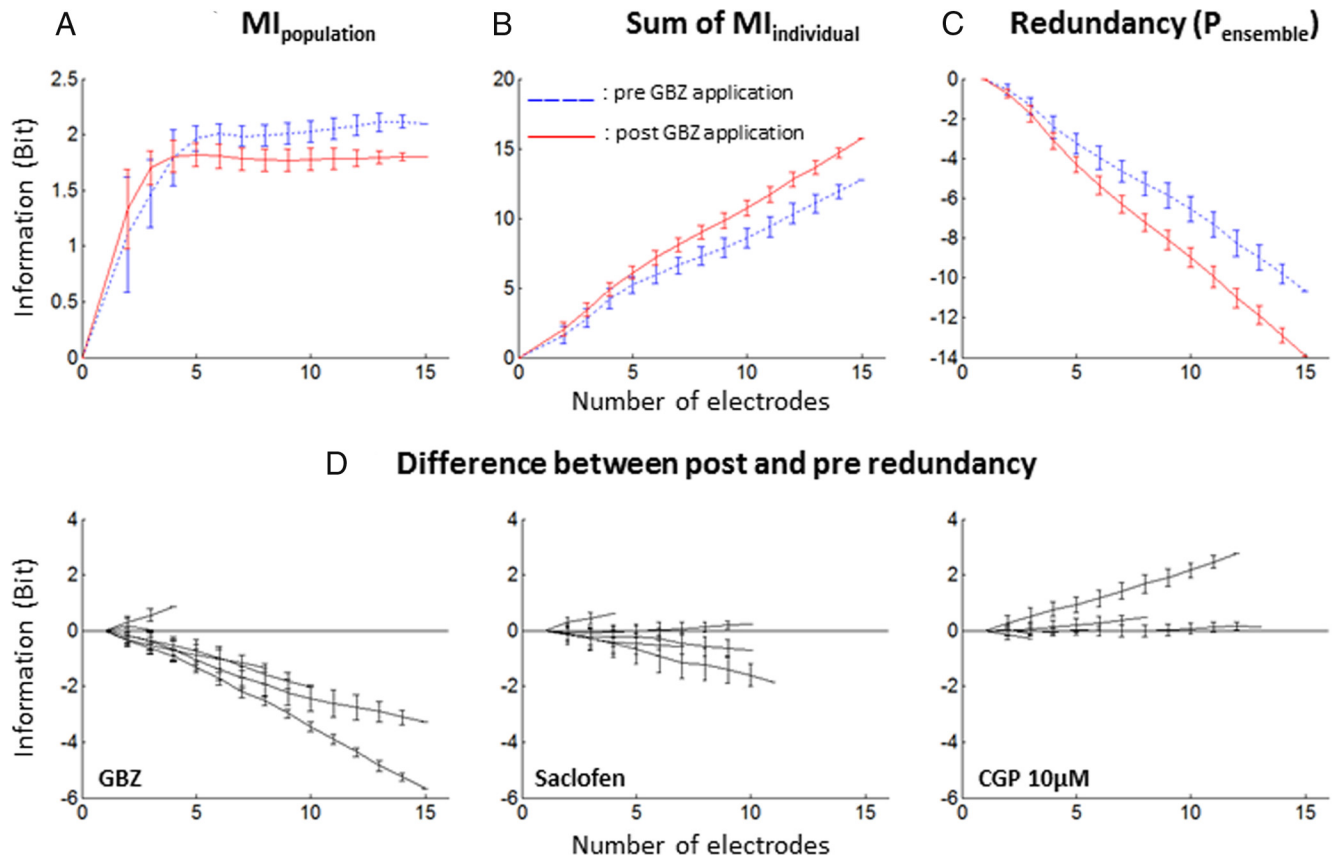 A MIpopulation
B Sum of MIindividual
C Redundancy (Pensemble)
Information (Bit)
2.5
2
1.5
1
0.5
0
0 5 10 15
20
15
10
5
0
0 5 10 15
: pre GBZ application
: post GBZ application
0
-2
-4
-6
-8
-10
-12
-14
0 5 10 15
Number of electrodes
D Difference between post and pre redundancy
Information (Bit)
4
2
0
-2
-4
-6
GBZ
0 5 10 15
4
2
0
-2
-4
-6
Saclofen
0 5 10 15
4
2
0
-2
-4
-6
CGP 10μM
0 5 10 15
Number of electrodes